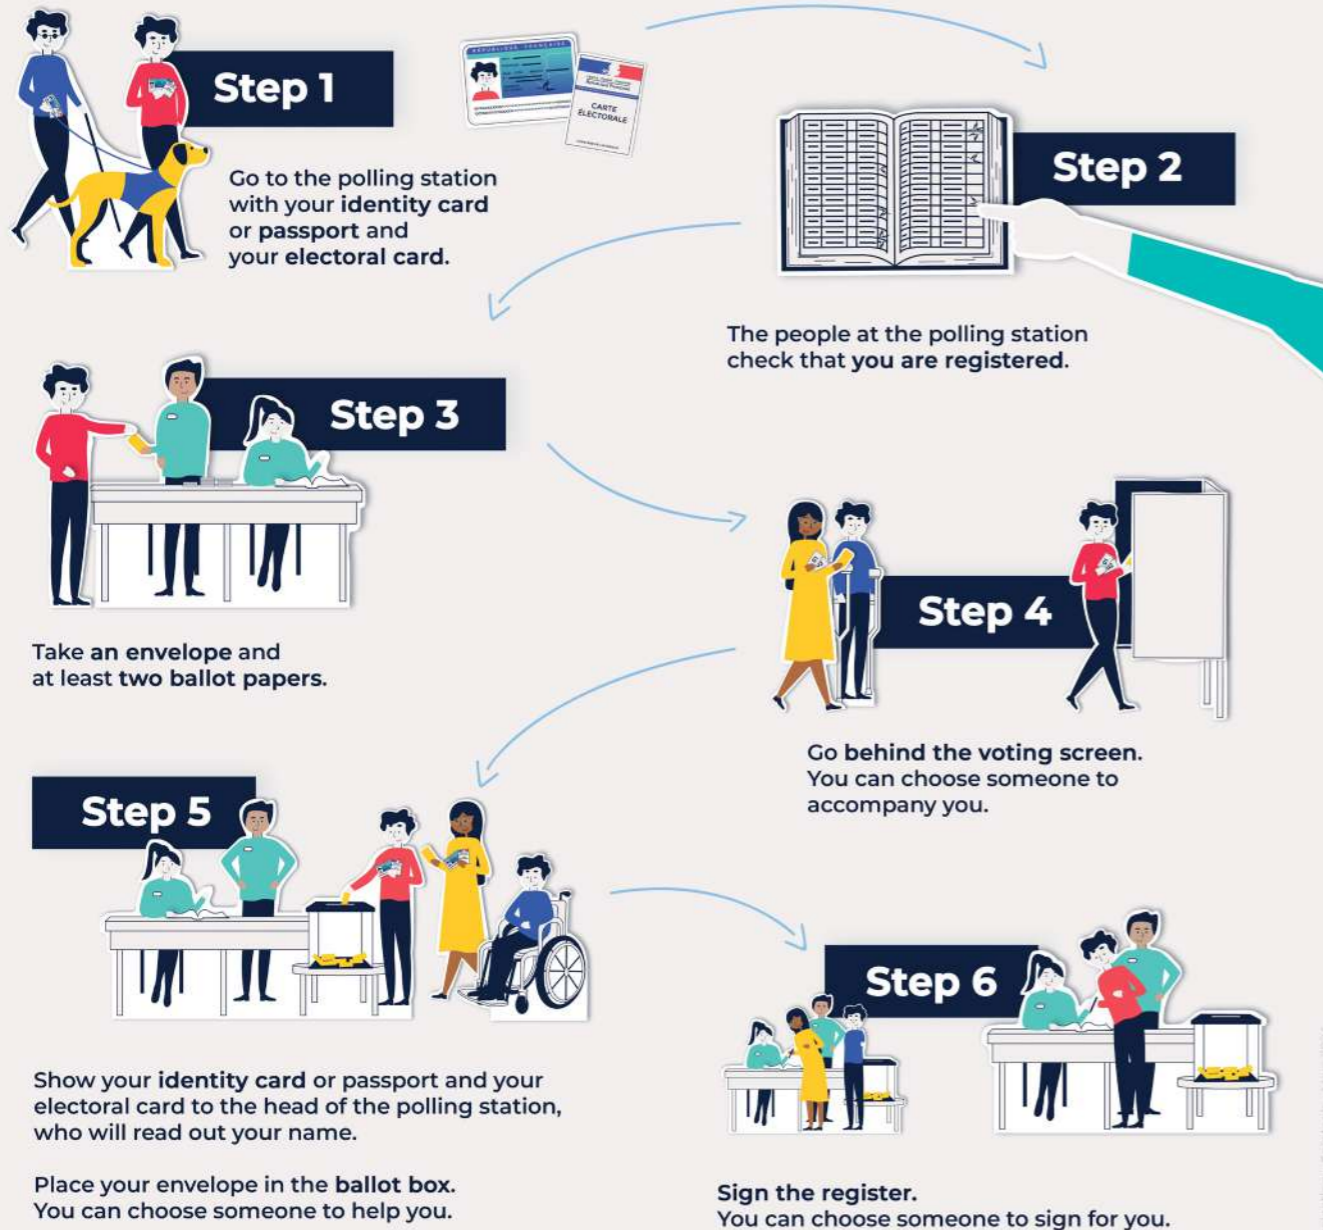 Step 1
RÉPUBLIQUE FRANÇAISE
CARTE
ELECTORALE
Go to the polling station
with your identity card
or passport and
your electoral card.
Step 2
The people at the polling station
check that you are registered.
Step 3
Take an envelope and
at least two ballot papers.
Step 4
Go behind the voting screen.
You can choose someone to
accompany you.
Step 5
Show your identity card or passport and your
electoral card to the head of the polling station,
who will read out your name.
Place your envelope in the ballot box.
You can choose someone to help you.
Step 6
Sign the register.
You can choose someone to sign for you.